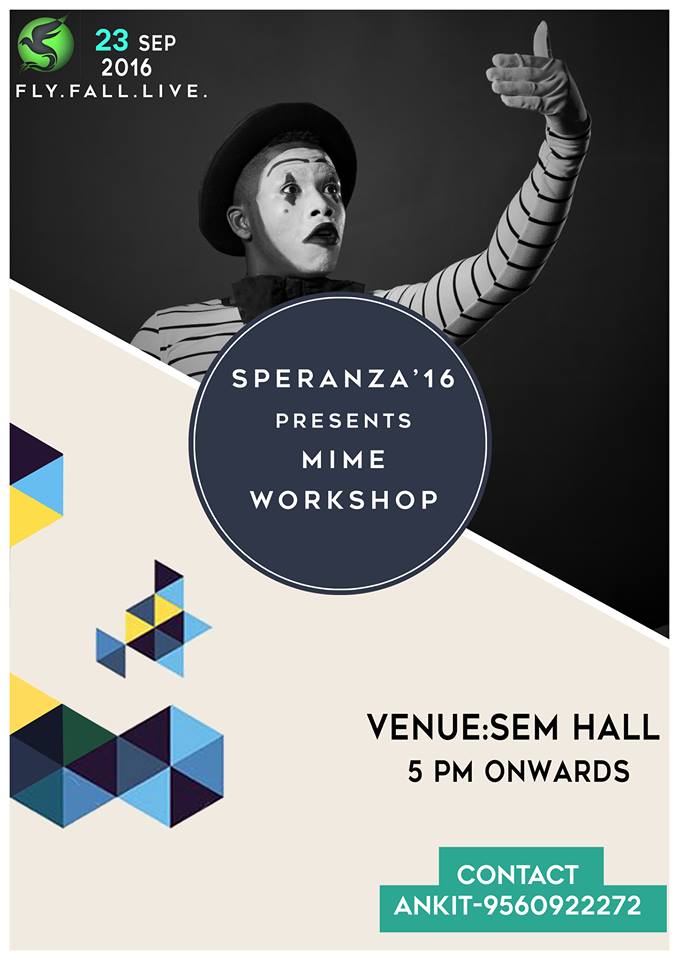 23 SEP
2016
FLY.FALL.LIVE.
SPERANZA'16
PRESENTS
MIME
WORKSHOP
VENUE:SEM HALL
5 PM ONWARDS
CONTACT
ANKIT-9560922272